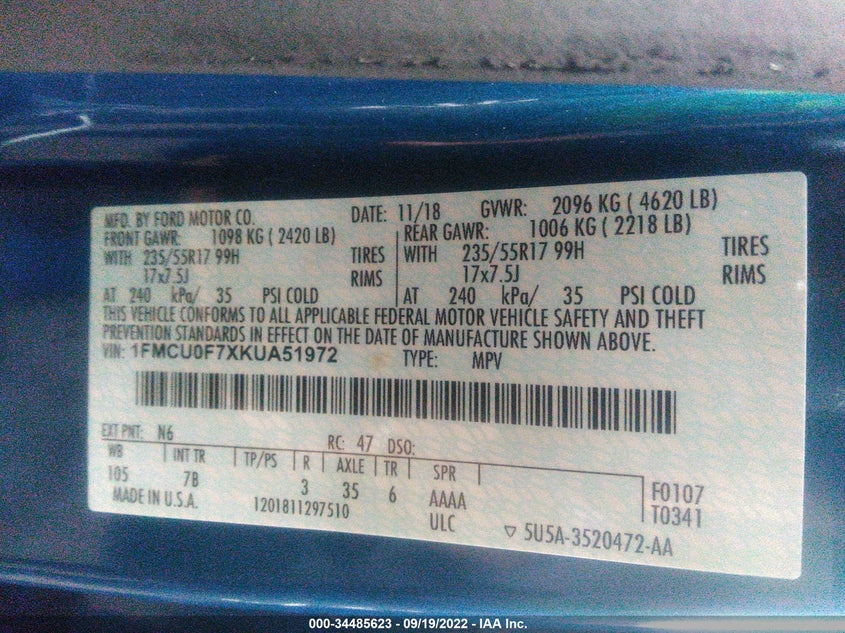 MFD. BY FORD MOTOR CO. DATE: 11/18 GVWR: 2096 KG ( 4620 LB)
FRONT GAWR: 1098 KG ( 2420 LB) REAR GAWR: 1006 KG ( 2218 LB)
WITH 235/55R17 99H TIRES WITH 235/55R17 99H TIRES
17x7.5J RIMS 17x7.5J RIMS
AT 240 kPa/ 35 PSI COLD AT 240 kPa/ 35 PSI COLD
THIS VEHICLE CONFORMS TO ALL APPLICABLE FEDERAL MOTOR VEHICLE SAFETY AND THEFT
PREVENTION STANDARDS IN EFFECT ON THE DATE OF MANUFACTURE SHOWN ABOVE.
VIN: 1FMCU0F7XKUA51972 TYPE: MPV
EXT PNT: N6 RC: 47 DSO:
WB INT TR TP/PS R AXLE TR SPR
105 7B 3 35 6 AAAA F0107
MADE IN U.S.A. 1201811297510 ULC T0341
▽ 5U5A-3520472-AA
000-34485623 - 09/19/2022 - IAA Inc.